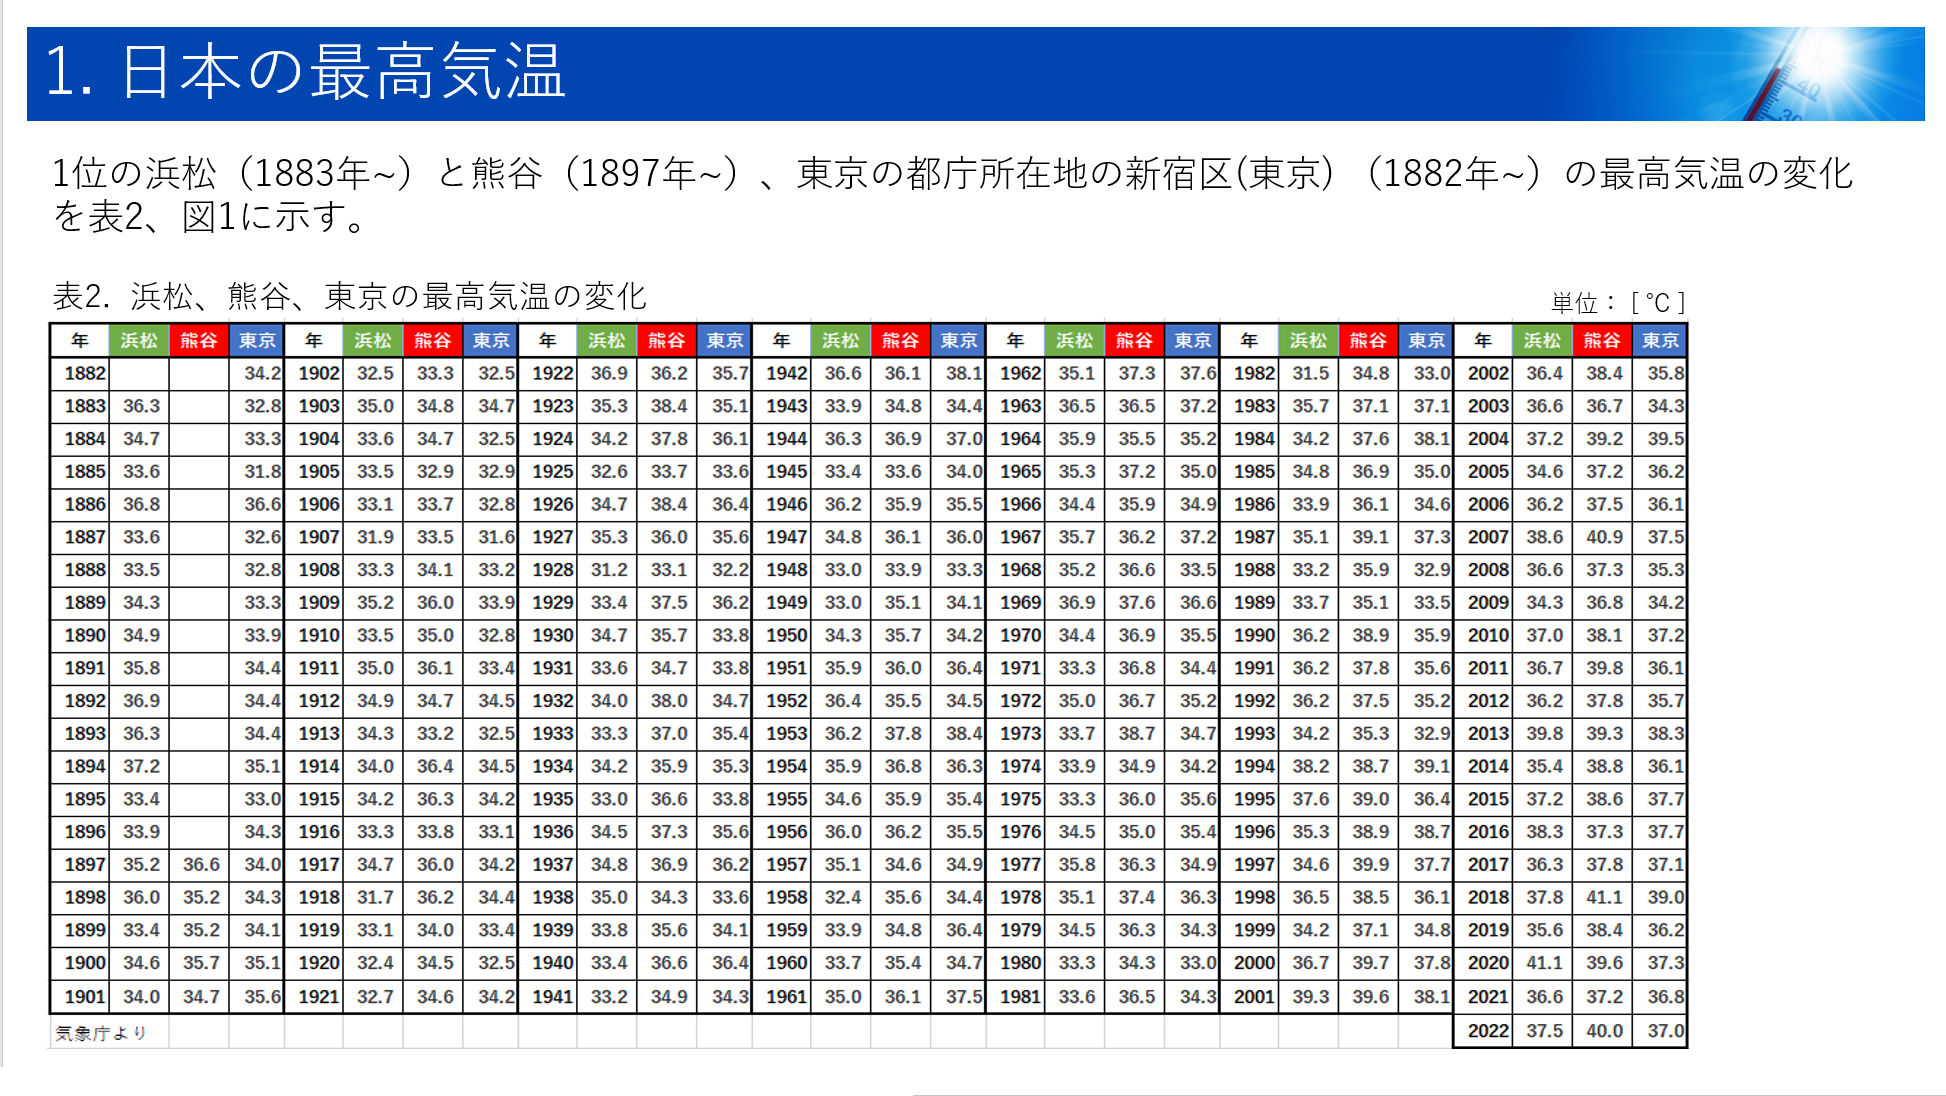 1. 日本の最高気温
40
30
1位の浜松（1883年~）と熊谷（1897年~）、東京の都庁所在地の新宿区(東京)（1882年~）の最高気温の変化
を表2、図1に示す。
表2. 浜松、熊谷、東京の最高気温の変化
単位：[ ℃ ]
年 浜松 熊谷 東京 年 浜松 熊谷 東京 年 浜松 熊谷 東京 年 浜松 熊谷 東京 年 浜松 熊谷 東京 年 浜松 熊谷 東京 年 浜松 熊谷 東京
1882 34.2 1902 32.5 33.3 32.5 1922 36.9 36.2 35.7 1942 36.6 36.1 38.1 1962 35.1 37.3 37.6 1982 31.5 34.8 33.0 2002 36.4 38.4 35.8
1883 36.3 32.8 1903 35.0 34.8 34.7 1923 35.3 38.4 35.1 1943 33.9 34.8 34.4 1963 36.5 36.5 37.2 1983 35.7 37.1 37.1 2003 36.6 36.7 34.3
1884 34.7 33.3 1904 33.6 34.7 32.5 1924 34.2 37.8 36.1 1944 36.3 36.9 37.0 1964 35.9 35.5 35.2 1984 34.2 37.6 38.1 2004 37.2 39.2 39.5
1885 33.6 31.8 1905 33.5 32.9 32.9 1925 32.6 33.7 33.6 1945 33.4 33.6 34.0 1965 35.3 37.2 35.0 1985 34.8 36.9 35.0 2005 34.6 37.2 36.2
1886 36.8 36.6 1906 33.1 33.7 32.8 1926 34.7 38.4 36.4 1946 36.2 35.9 35.5 1966 34.4 35.9 34.9 1986 33.9 36.1 34.6 2006 36.2 37.5 36.1
1887 33.6 32.6 1907 31.9 33.5 31.6 1927 35.3 36.0 35.6 1947 34.8 36.1 36.0 1967 35.7 36.2 37.2 1987 35.1 39.1 37.3 2007 38.6 40.9 37.5
1888 33.5 32.8 1908 33.3 34.1 33.2 1928 31.2 33.1 32.2 1948 33.0 33.9 33.3 1968 35.2 36.6 33.5 1988 33.2 35.9 32.9 2008 36.6 37.3 35.3
1889 34.3 33.3 1909 35.2 36.0 33.9 1929 33.4 37.5 36.2 1949 33.0 35.1 34.1 1969 36.9 37.6 36.6 1989 33.7 35.1 33.5 2009 34.3 36.8 34.2
1890 34.9 33.9 1910 33.5 35.0 32.8 1930 34.7 35.7 33.8 1950 34.3 35.7 34.2 1970 34.4 36.9 35.5 1990 36.2 38.9 35.9 2010 37.0 38.1 37.2
1891 35.8 34.4 1911 35.0 36.1 33.4 1931 33.6 34.7 33.8 1951 35.9 36.0 36.4 1971 33.3 36.8 34.4 1991 36.2 37.8 35.6 2011 36.7 39.8 36.1
1892 36.9 34.4 1912 34.9 34.7 34.5 1932 34.0 38.0 34.7 1952 36.4 35.5 34.5 1972 35.0 36.7 35.2 1992 36.2 37.5 35.2 2012 36.2 37.8 35.7
1893 36.3 34.4 1913 34.3 33.2 32.5 1933 33.3 37.0 35.4 1953 36.2 37.8 38.4 1973 33.7 38.7 34.7 1993 34.2 35.3 32.9 2013 39.8 39.3 38.3
1894 37.2 35.1 1914 34.0 36.4 34.5 1934 34.2 35.9 35.3 1954 35.9 36.8 36.3 1974 33.9 34.9 34.2 1994 38.2 38.7 39.1 2014 35.4 38.8 36.1
1895 33.4 33.0 1915 34.2 36.3 34.2 1935 33.0 36.6 33.8 1955 34.6 35.9 35.4 1975 33.3 36.0 35.6 1995 37.6 39.0 36.4 2015 37.2 38.6 37.7
1896 33.9 34.3 1916 33.3 33.8 33.1 1936 34.5 37.3 35.6 1956 36.0 36.2 35.5 1976 34.5 35.0 35.4 1996 35.3 38.9 38.7 2016 38.3 37.3 37.7
1897 35.2 36.6 34.0 1917 34.7 36.0 34.2 1937 34.8 36.9 36.2 1957 35.1 34.6 34.9 1977 35.8 36.3 34.9 1997 34.6 39.9 37.7 2017 36.3 37.8 37.1
1898 36.0 35.2 34.3 1918 31.7 36.2 34.4 1938 35.0 34.3 33.6 1958 32.4 35.6 34.4 1978 35.1 37.4 36.3 1998 36.5 38.5 36.1 2018 37.8 41.1 39.0
1899 33.4 35.2 34.1 1919 33.1 34.0 33.4 1939 33.8 35.6 34.1 1959 33.9 34.8 36.4 1979 34.5 36.3 34.3 1999 34.2 37.1 34.8 2019 35.6 38.4 36.2
1900 34.6 35.7 35.1 1920 32.4 34.5 32.5 1940 33.4 36.6 36.4 1960 33.7 35.4 34.7 1980 33.3 34.3 33.0 2000 36.7 39.7 37.8 2020 41.1 39.6 37.3
1901 34.0 34.7 35.6 1921 32.7 34.6 34.2 1941 33.2 34.9 34.3 1961 35.0 36.1 37.5 1981 33.6 36.5 34.3 2001 39.3 39.6 38.1 2021 36.6 37.2 36.8
気象庁より 2022 37.5 40.0 37.0